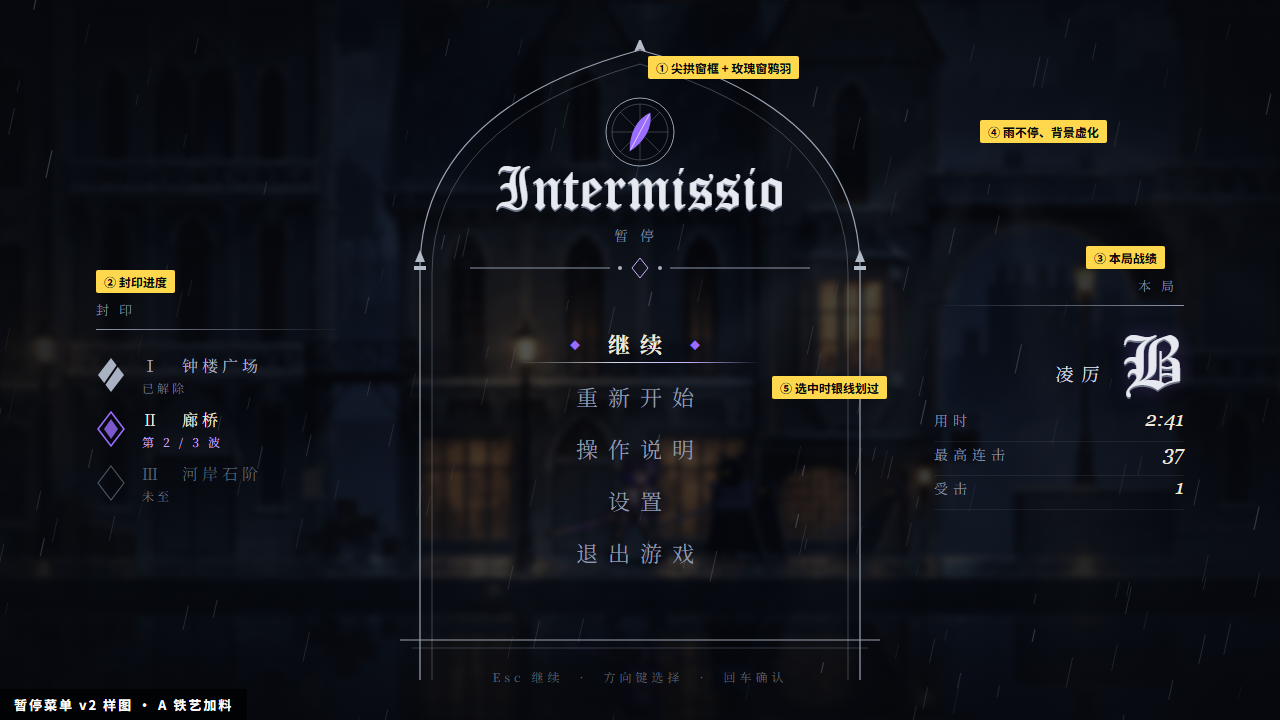 ① 尖拱窗框 + 玫瑰窗鸦羽
Intermissio
暂停
② 封印进度
封印
Ⅰ 钟楼广场
已解除
Ⅱ 廊桥
第 2 / 3 波
Ⅲ 河岸石阶
未至
继续
重新开始
操作说明
设置
退出游戏
⑤ 选中时银线划过
④ 雨不停、背景虚化
③ 本局战绩
本局
凌厉 B
用时 2:41
最高连击 37
受击 1
Esc 继续 · 方向键选择 · 回车确认
暂停菜单 v2 样图 · A 铁艺加料